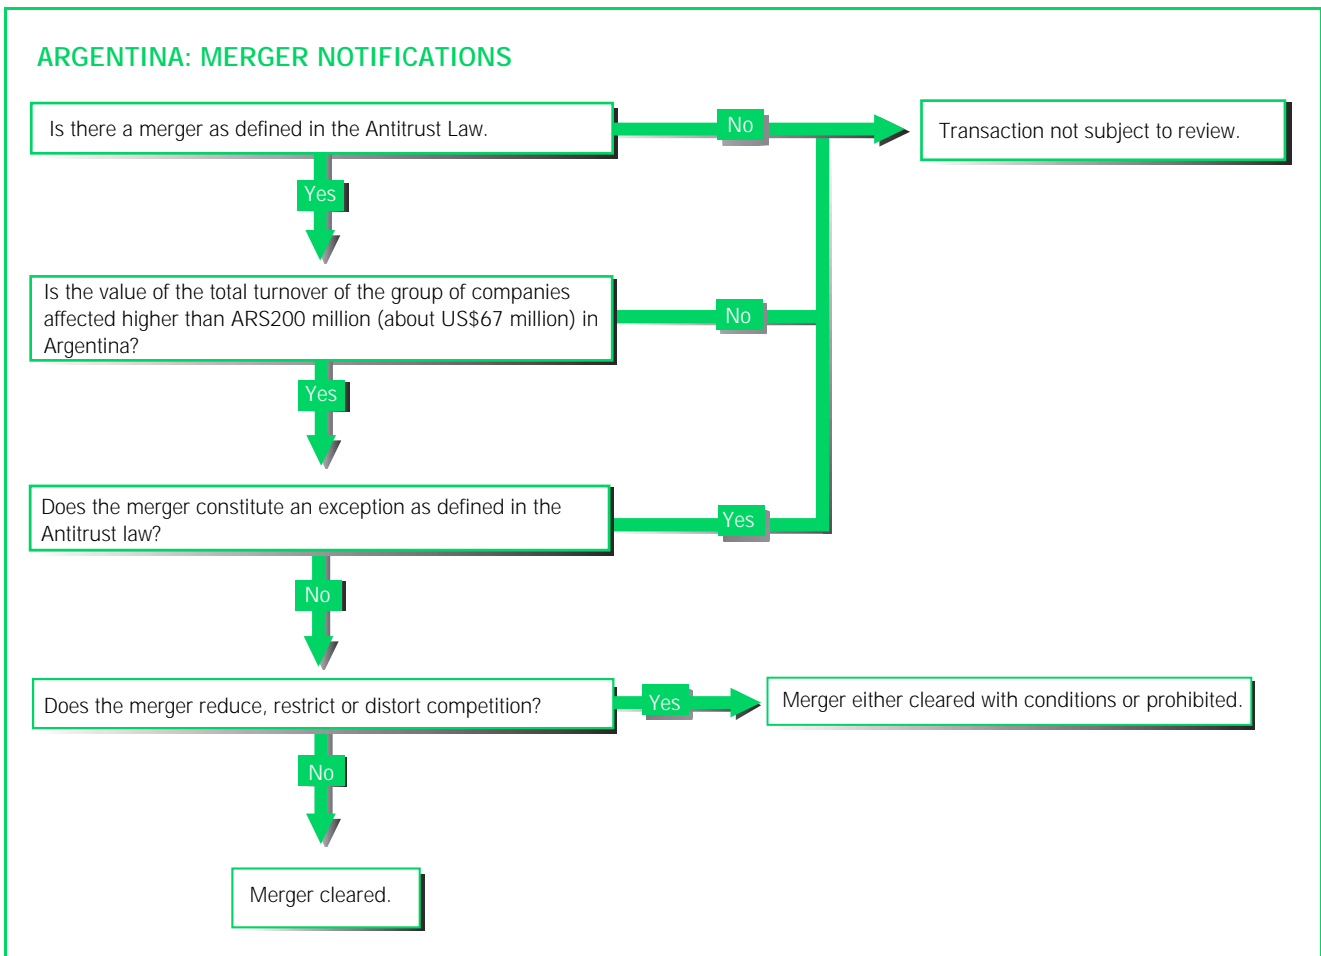 ARGENTINA: MERGER NOTIFICATIONS
Is there a merger as defined in the Antitrust Law.
No
Transaction not subject to review.
Yes
Is the value of the total turnover of the group of companies
affected higher than ARS200 million (about US$67 million) in
Argentina?
No
Yes
Does the merger constitute an exception as defined in the
Antitrust law?
Yes
No
Does the merger reduce, restrict or distort competition?
Yes
Merger either cleared with conditions or prohibited.
No
Merger cleared.